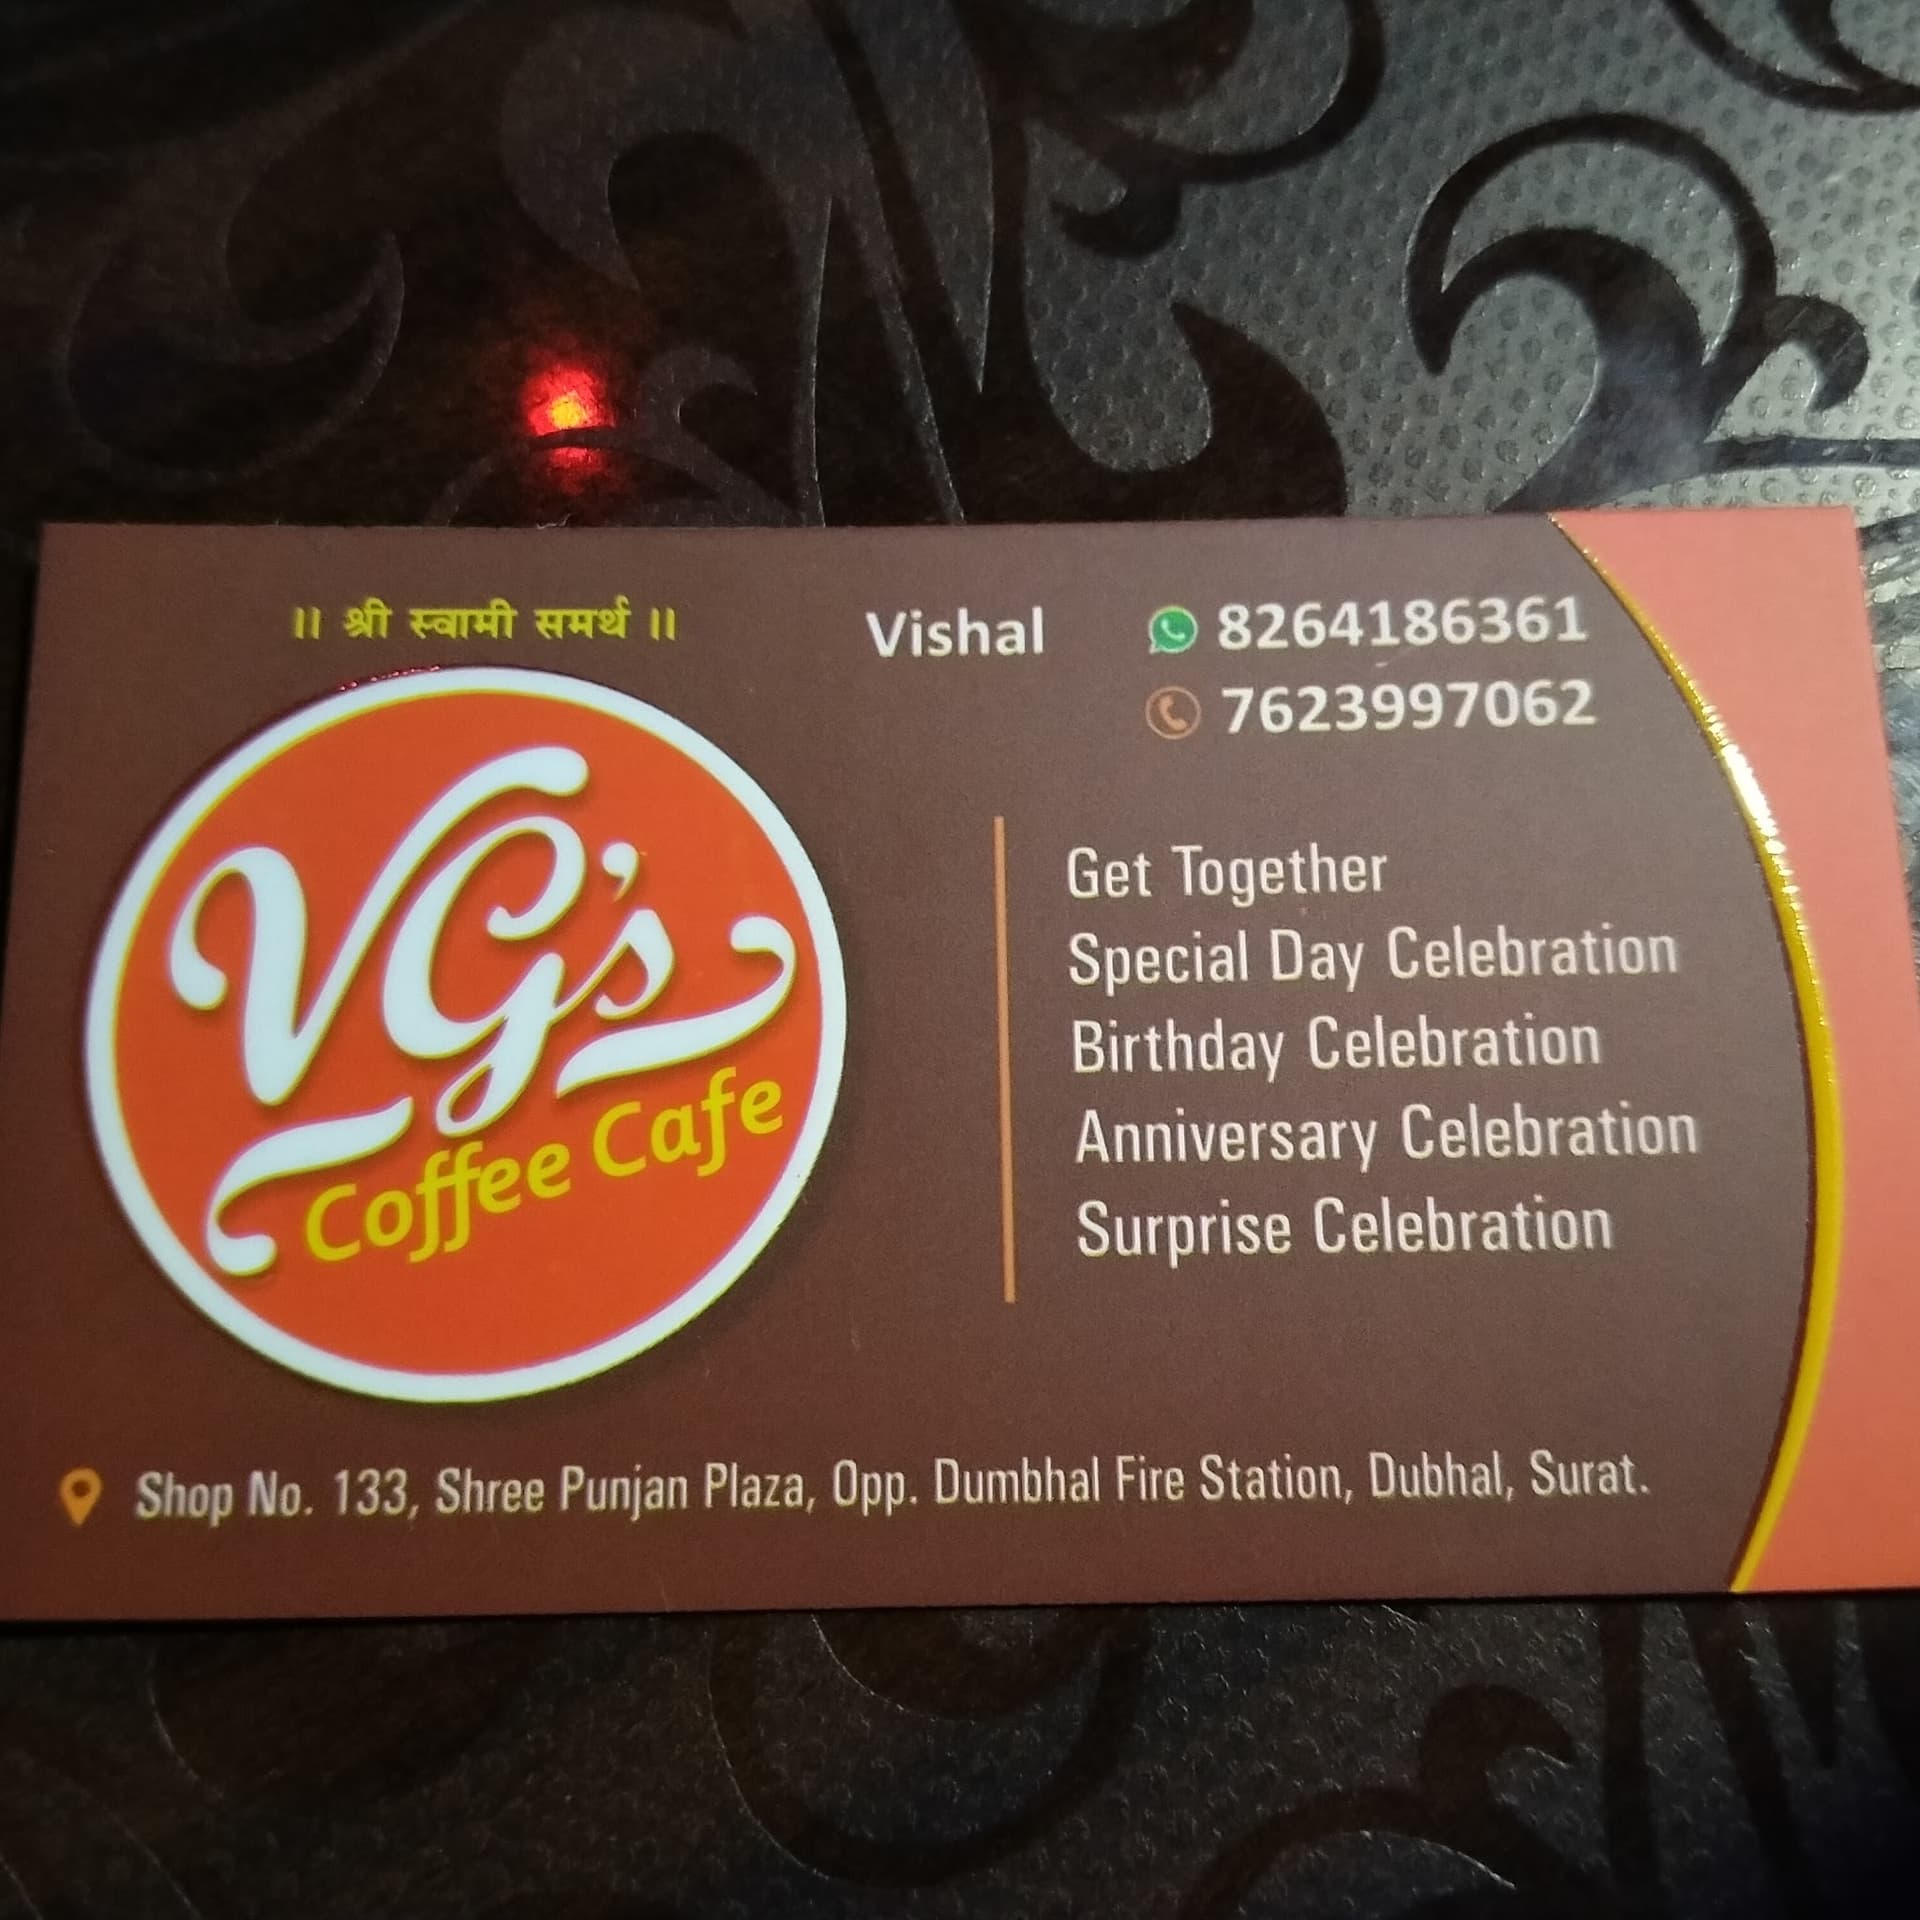 ॥ श्री स्वामी समर्थ ॥
Vishal
8264186361
7623997062
VG's
Coffee Cafe
Get Together
Special Day Celebration
Birthday Celebration
Anniversary Celebration
Surprise Celebration
Shop No. 133, Shree Punjan Plaza, Opp. Dumbhal Fire Station, Dubhal, Surat.